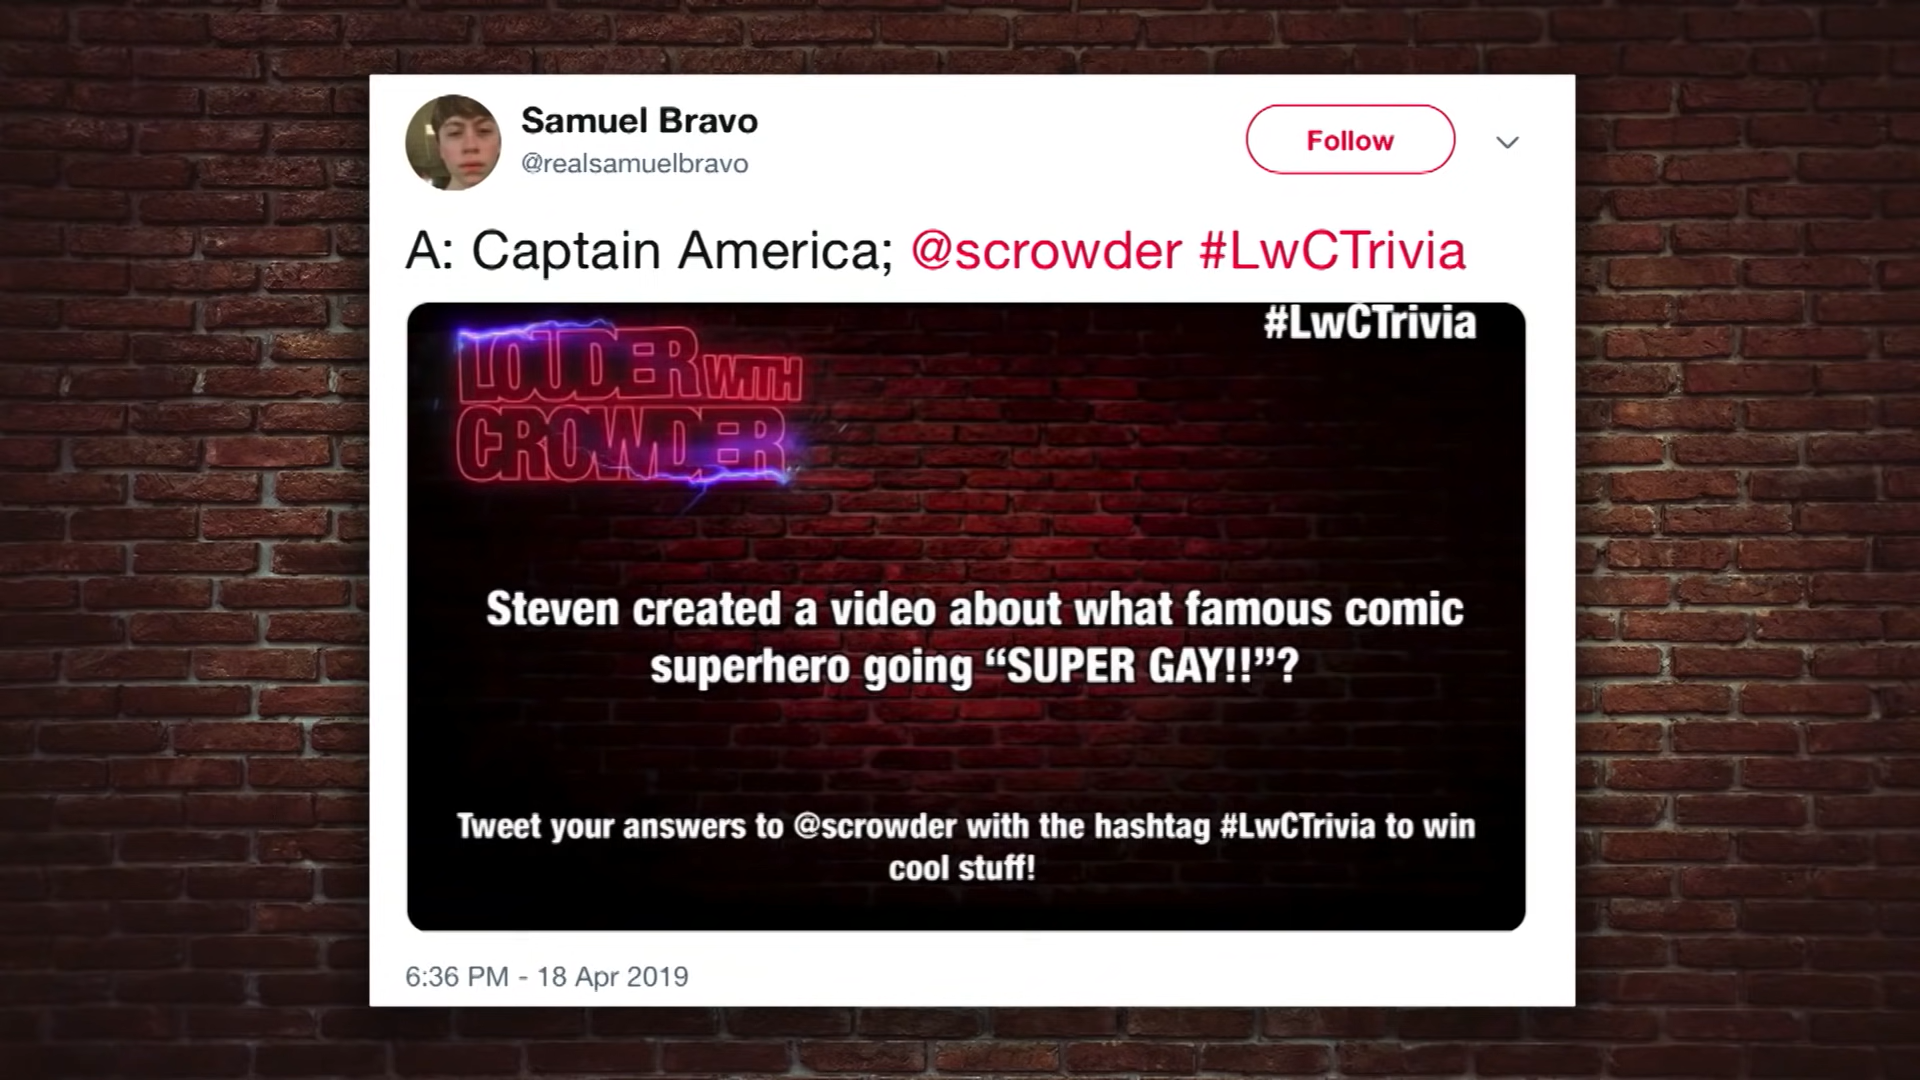 Samuel Bravo
@realsamuelbravo
Follow
A: Captain America; @scrowder #LwCTrivia
#LwCTrivia
LOUDER WITH
CROWDER
Steven created a video about what famous comic
superhero going “SUPER GAY!!”?
Tweet your answers to @scrowder with the hashtag #LwCTrivia to win
cool stuff!
6:36 PM - 18 Apr 2019